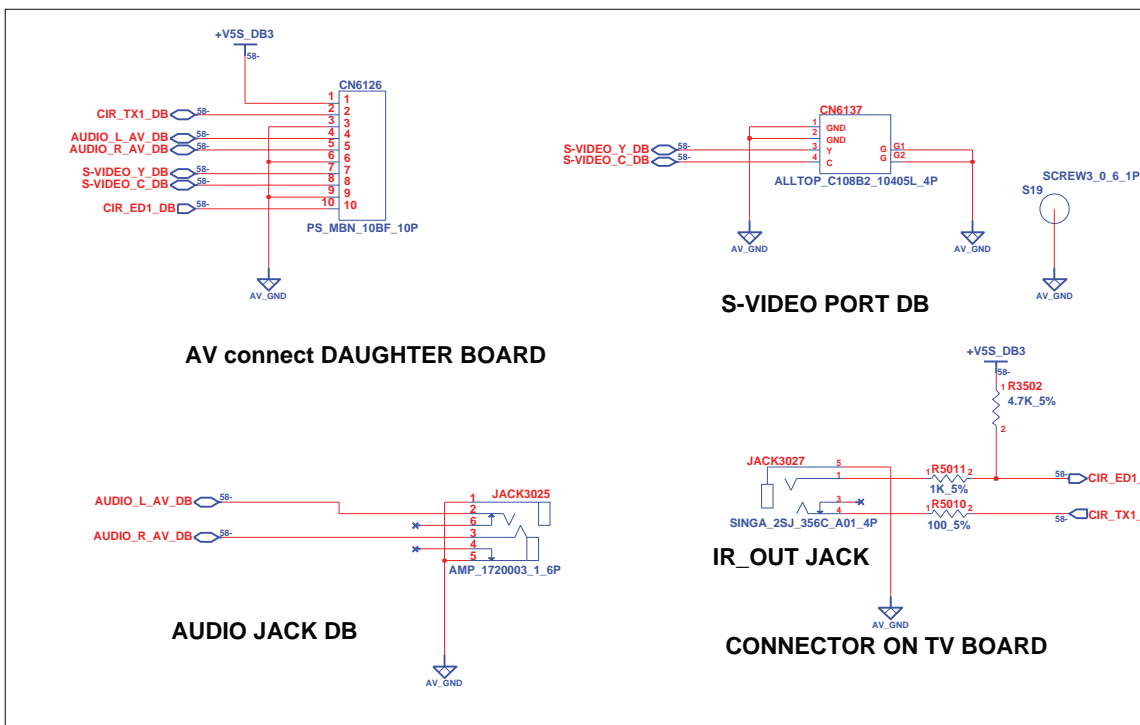 +V5S_DB3
58-
CN6126
1 1
CIR_TX1_DB 58- 2 2
3 3
AUDIO_L_AV_DB 58- 4 4
AUDIO_R_AV_DB 58- 5 5
6 6
S-VIDEO_Y_DB 58- 7 7
S-VIDEO_C_DB 58- 8 8
9 9
CIR_ED1_DB 58- 10 10
PS_MBN_10BF_10P
AV_GND
AV connect DAUGHTER BOARD
CN6137
1 GND
2 GND
S-VIDEO_Y_DB 58- 3 Y G G1
S-VIDEO_C_DB 58- 4 C G G2
ALLTOP_C108B2_10405L_4P
AV_GND
AV_GND
SCREW3_0_6_1P
S19
AV_GND
S-VIDEO PORT DB
JACK3025
AUDIO_L_AV_DB 58-
1
2
6
AUDIO_R_AV_DB 58- 3
4
5
AMP_1720003_1_6P
AUDIO JACK DB
AV_GND
+V5S_DB3
58-
1 R3502
4.7K_5%
2
JACK3027 5
1 1 R5011 2 58- CIR_ED1_
1K_5%
3
4 1 R5010 2 58- CIR_TX1_
100_5%
SINGA_2SJ_356C_A01_4P
IR_OUT JACK
AV_GND
CONNECTOR ON TV BOARD